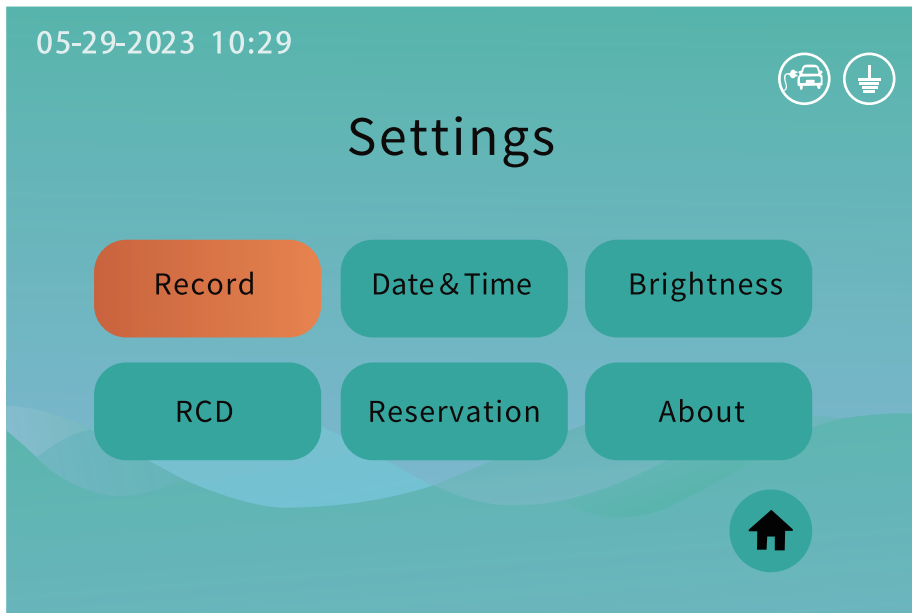 05-29-2023 10:29
Settings
Record
Date & Time
Brightness
RCD
Reservation
About